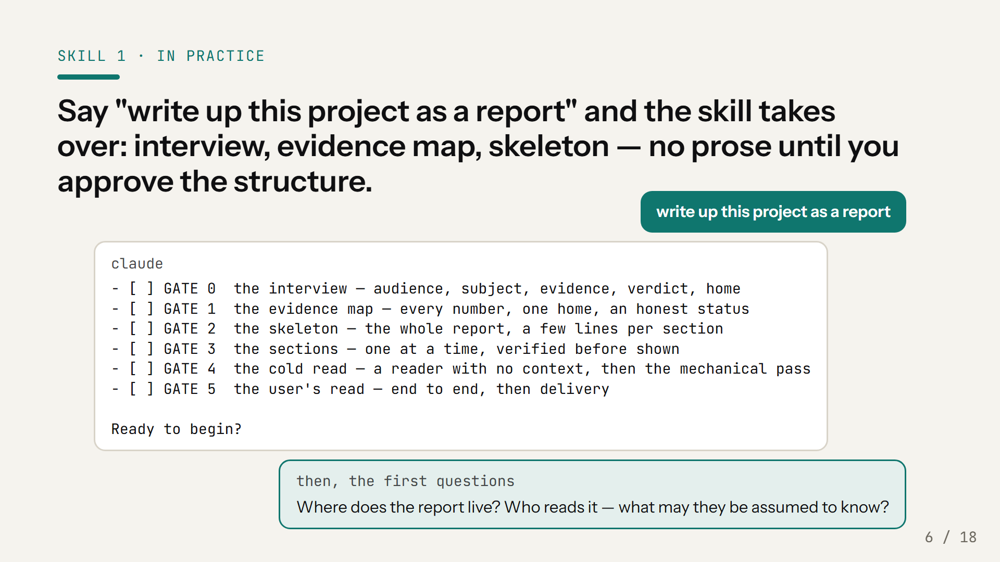 SKILL 1 · IN PRACTICE
Say "write up this project as a report" and the skill takes
over: interview, evidence map, skeleton — no prose until you
approve the structure.
write up this project as a report
claude
- [ ] GATE 0  the interview — audience, subject, evidence, verdict, home
- [ ] GATE 1  the evidence map — every number, one home, an honest status
- [ ] GATE 2  the skeleton — the whole report, a few lines per section
- [ ] GATE 3  the sections — one at a time, verified before shown
- [ ] GATE 4  the cold read — a reader with no context, then the mechanical pass
- [ ] GATE 5  the user's read — end to end, then delivery
Ready to begin?
then, the first questions
Where does the report live? Who reads it — what may they be assumed to know?
6 / 18